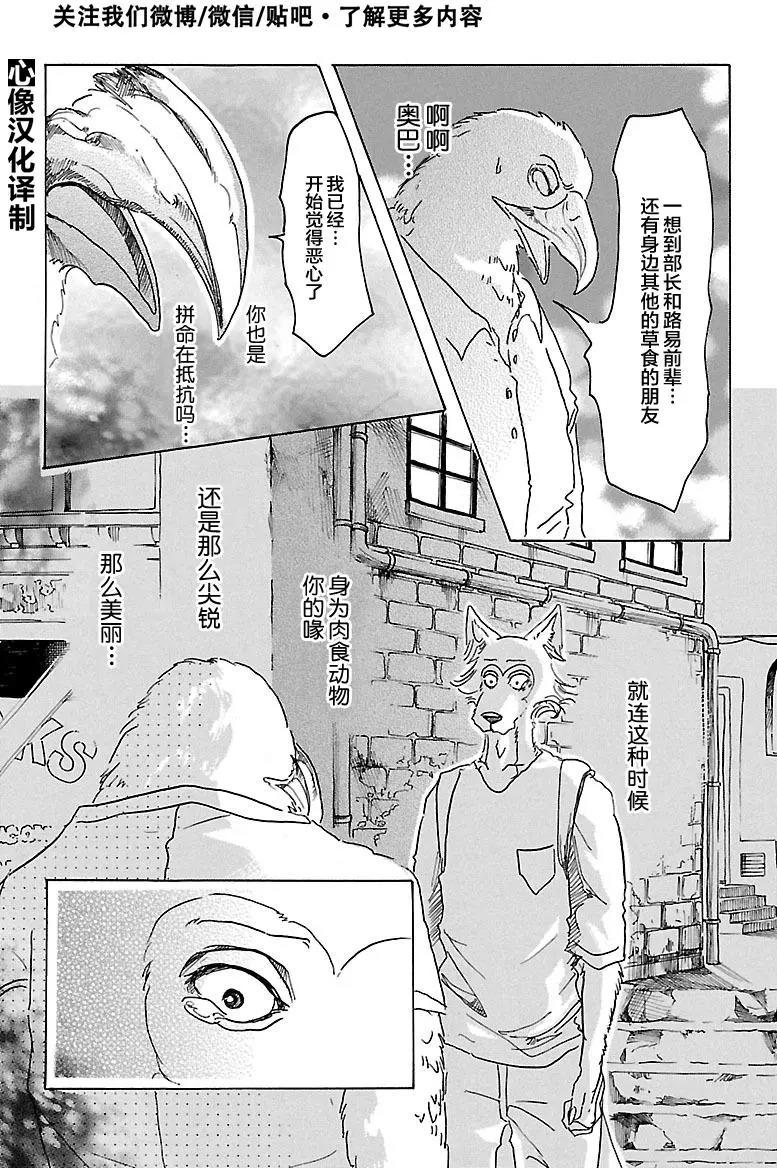 关注我们微博/微信/贴吧·了解更多内容
心像汉化译制
一想到部长和路易前辈…
还有身边其他的草食的朋友
啊啊
奥巴…
我已经…
开始觉得恶心了
你也是
拼命在抵抗吗…
就连这种时候
身为肉食动物
你的喙
还是那么尖锐
那么美丽…
KS